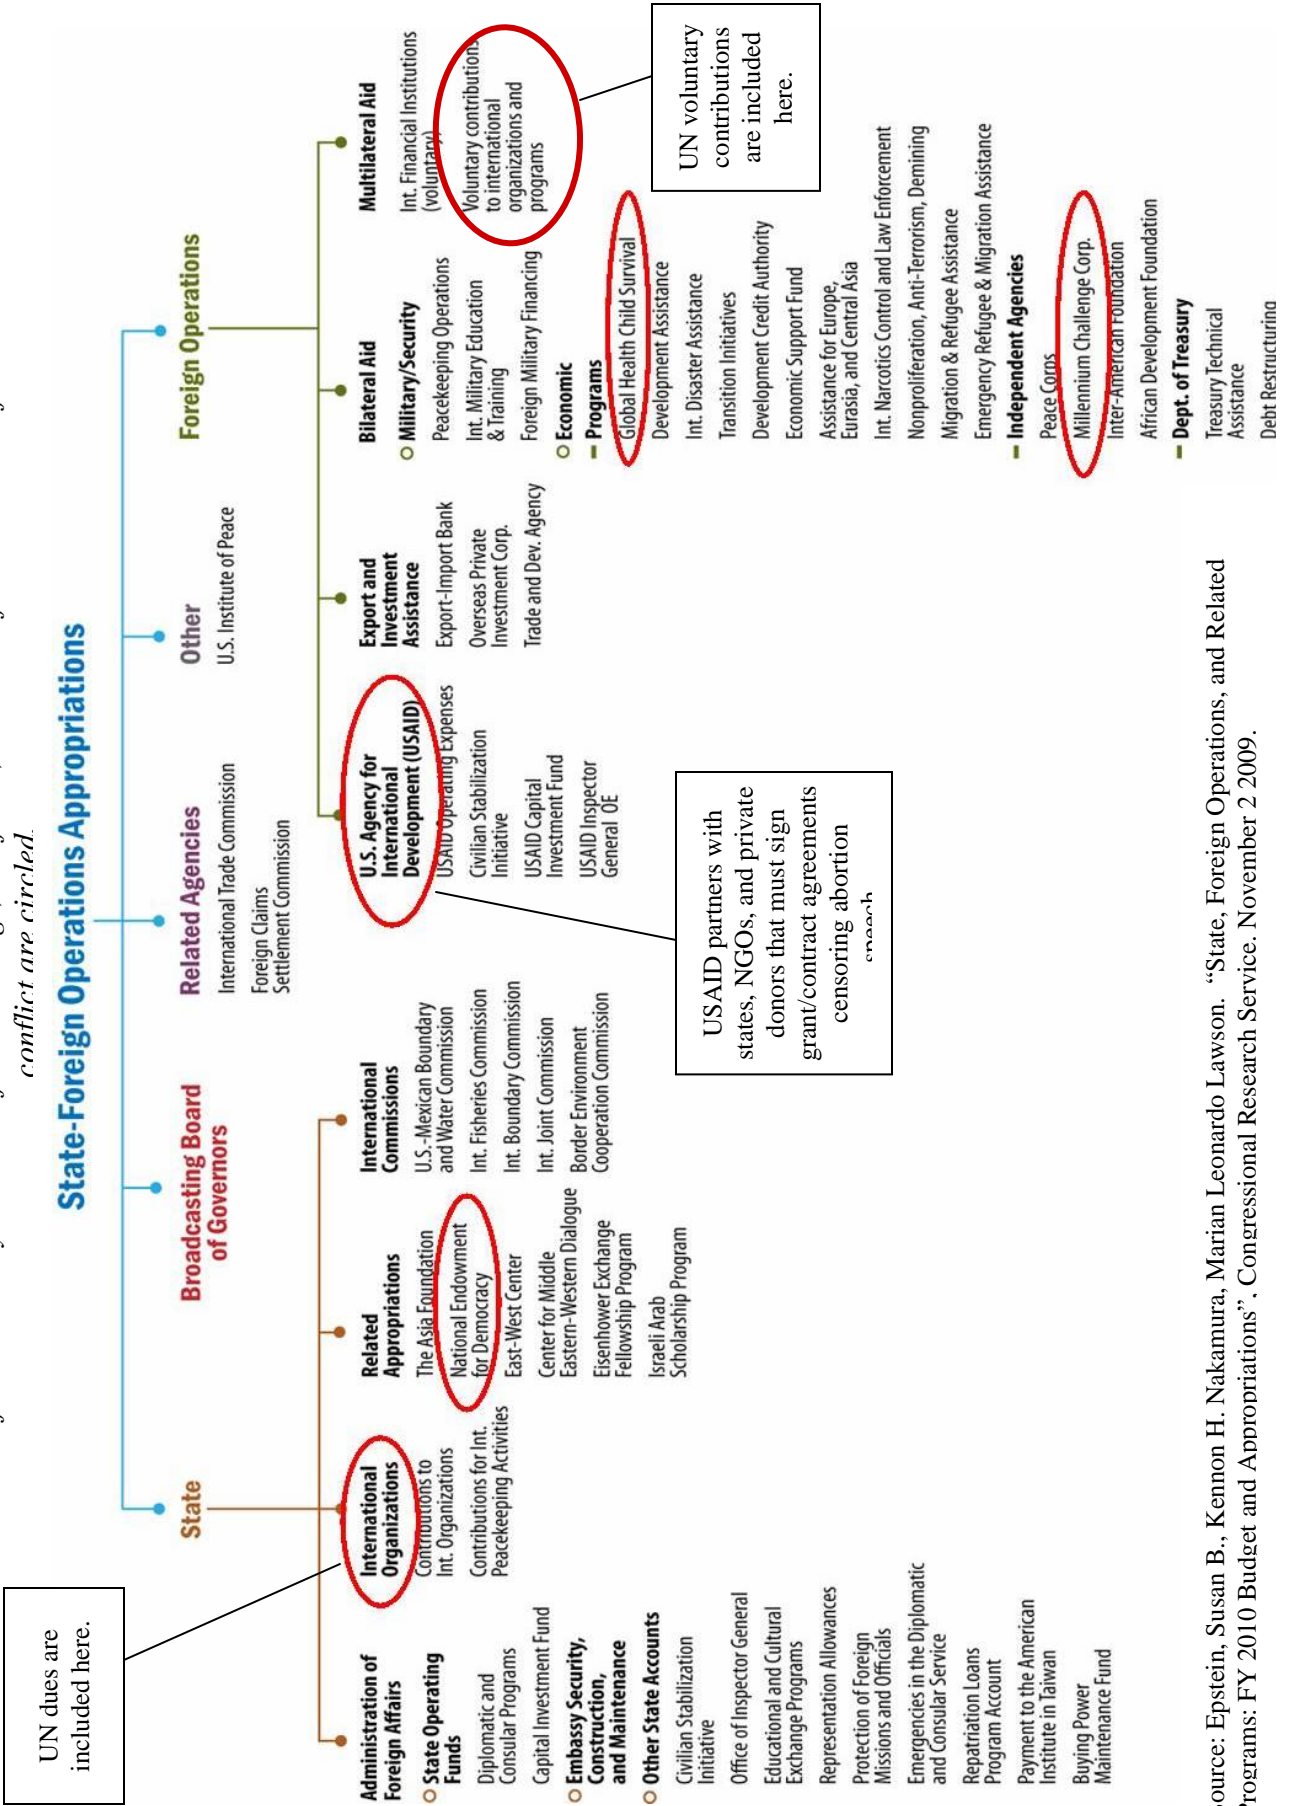 conflict are circled.
State-Foreign Operations Appropriations
UN dues are
included here.
State
Broadcasting Board
of Governors
Related Agencies
International Trade Commission
Foreign Claims
Settlement Commission
Other
U.S. Institute of Peace
Foreign Operations
Administration of
Foreign Affairs
State Operating
Funds
Diplomatic and
Consular Programs
Capital Investment Fund
Embassy Security,
Construction,
and Maintenance
Other State Accounts
Civilian Stabilization
Initiative
Office of Inspector General
Educational and Cultural
Exchange Programs
Representation Allowances
Protection of Foreign
Missions and Officials
Emergencies in the Diplomatic
and Consular Service
Repatriation Loans
Program Account
Payment to the American
Institute in Taiwan
Buying Power
Maintenance Fund
International
Organizations
Contributions to
Int. Organizations
Contributions for Int.
Peacekeeping Activities
Related
Appropriations
The Asia Foundation
National Endowment
for Democracy
East-West Center
Center for Middle
Eastern-Western Dialogue
Eisenhower Exchange
Fellowship Program
Israeli Arab
Scholarship Program
International
Commissions
U.S.-Mexican Boundary
and Water Commission
Int. Fisheries Commission
Int. Boundary Commission
Int. Joint Commission
Border Environment
Cooperation Commission
U.S. Agency for
International
Development (USAID)
USAID Operating Expenses
Civilian Stabilization
Initiative
USAID Capital
Investment Fund
USAID Inspector
General OE
USAID partners with
states, NGOs, and private
donors that must sign
grant/contract agreements
censoring abortion
speech
Export and
Investment
Assistance
Export-Import Bank
Overseas Private
Investment Corp.
Trade and Dev. Agency
Bilateral Aid
Military/Security
Peacekeeping Operations
Int. Military Education
& Training
Foreign Military Financing
Economic
Programs
Global Health Child Survival
Development Assistance
Int. Disaster Assistance
Transition Initiatives
Development Credit Authority
Economic Support Fund
Assistance for Europe,
Eurasia, and Central Asia
Int. Narcotics Control and Law Enforcement
Nonproliferation, Anti-Terrorism, Demining
Migration & Refugee Assistance
Emergency Refugee & Migration Assistance
Independent Agencies
Peace Corps
Millennium Challenge Corp.
Inter-American Foundation
African Development Foundation
Dept. of Treasury
Treasury Technical
Assistance
Debt Restructuring
Multilateral Aid
Int. Financial Institutions
(voluntary)
Voluntary contributions
to international
organizations and
programs
UN voluntary
contributions
are included
here.
ource: Epstein, Susan B., Kennon H. Nakamura, Marian Leonardo Lawson. “State, Foreign Operations, and Related
Programs: FY 2010 Budget and Appropriations”. Congressional Research Service. November 2 2009.